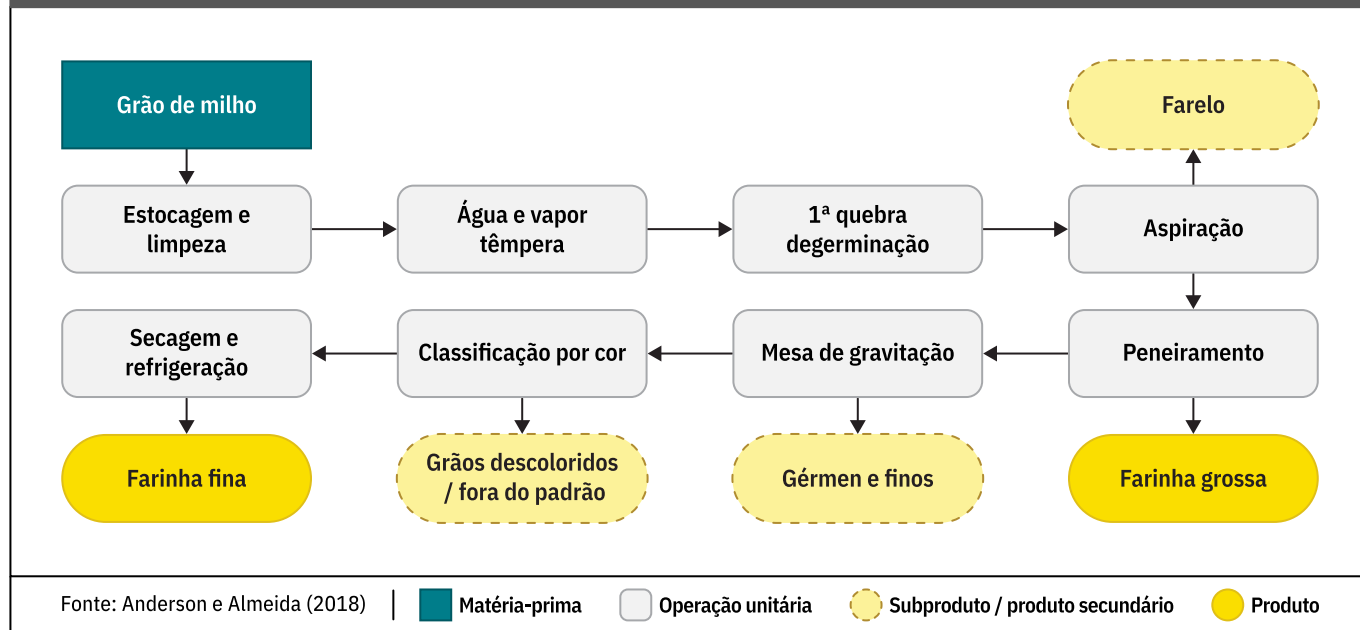 Grão de milho
Farelo
Estocagem e
limpeza
Água e vapor
têmpera
1ª quebra
degerminação
Aspiração
Secagem e
refrigeração
Classificação por cor
Mesa de gravitação
Peneiramento
Farinha fina
Grãos descoloridos
/ fora do padrão
Gérmen e finos
Farinha grossa
Fonte: Anderson e Almeida (2018)
Matéria-prima
Operação unitária
Subproduto / produto secundário
Produto